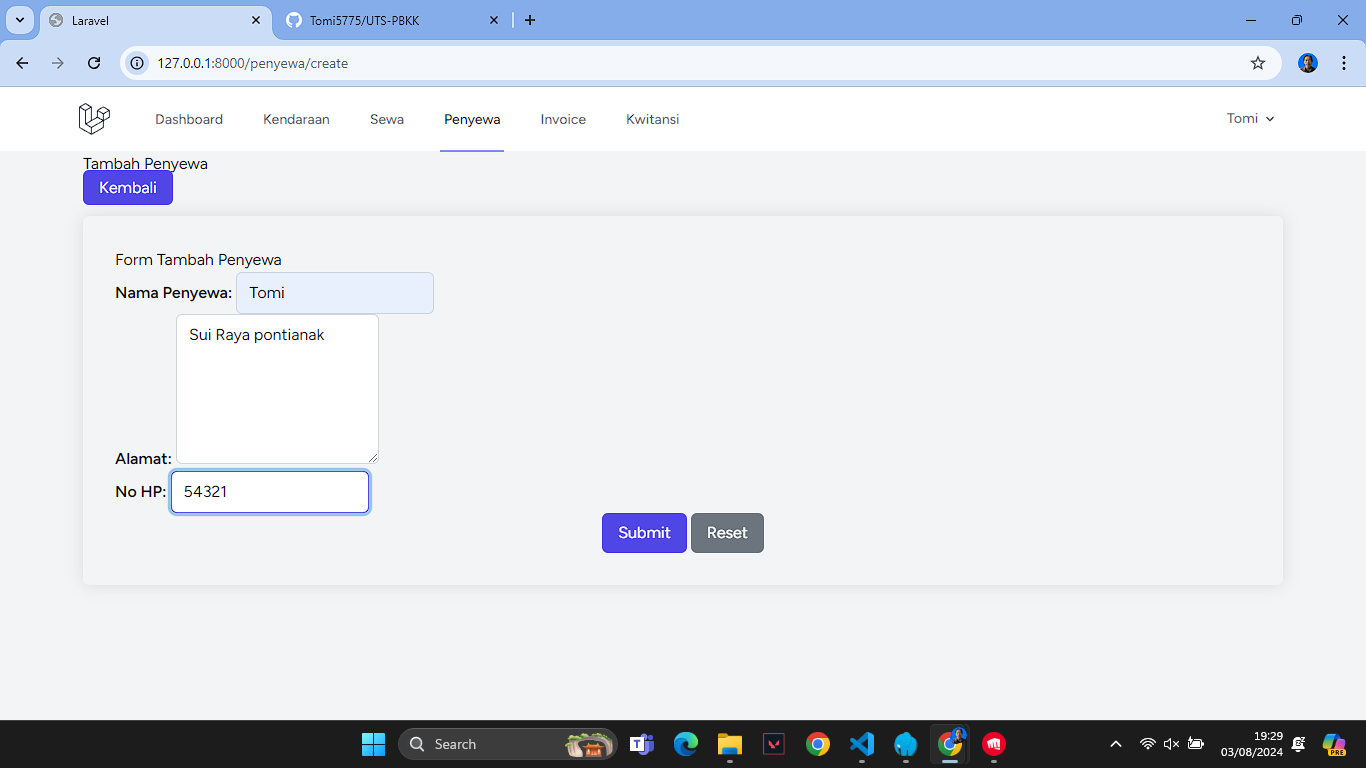 Laravel
Tomi5775/UTS-PBKK
127.0.0.1:8000/penyewa/create
Dashboard Kendaraan Sewa Penyewa Invoice Kwitansi Tomi
Tambah Penyewa
Kembali
Form Tambah Penyewa
Nama Penyewa: Tomi
Sui Raya pontianak
Alamat:
No HP: 54321
Submit Reset
Search
19:29
03/08/2024
PRE